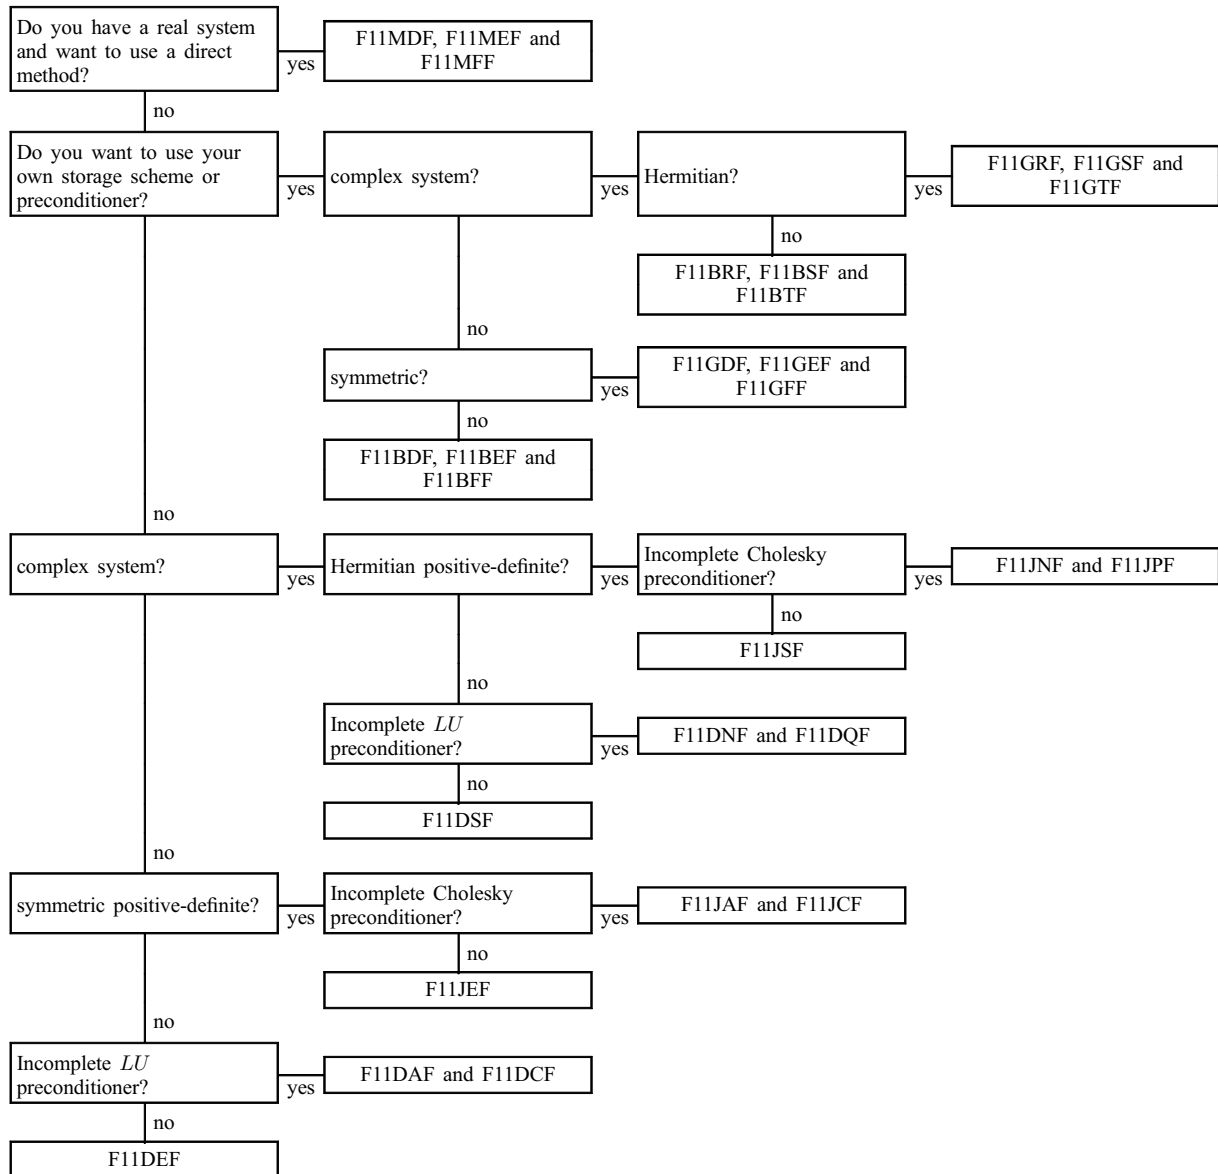 Do you have a real system
and want to use a direct
method?
yes
F11MDF, F11MEF and
F11MFF
no
Do you want to use your
own storage scheme or
preconditioner?
yes
complex system?
yes
Hermitian?
yes
F11GRF, F11GSF and
F11GTF
no
F11BRF, F11BSF and
F11BTF
no
symmetric?
yes
F11GDF, F11GEF and
F11GFF
no
F11BDF, F11BEF and
F11BFF
no
complex system?
yes
Hermitian positive-definite?
yes
Incomplete Cholesky
preconditioner?
yes
F11JNF and F11JPF
no
F11JSF
no
Incomplete LU
preconditioner?
yes
F11DNF and F11DQF
no
F11DSF
no
symmetric positive-definite?
yes
Incomplete Cholesky
preconditioner?
yes
F11JAF and F11JCF
no
F11JEF
no
Incomplete LU
preconditioner?
yes
F11DAF and F11DCF
no
F11DEF